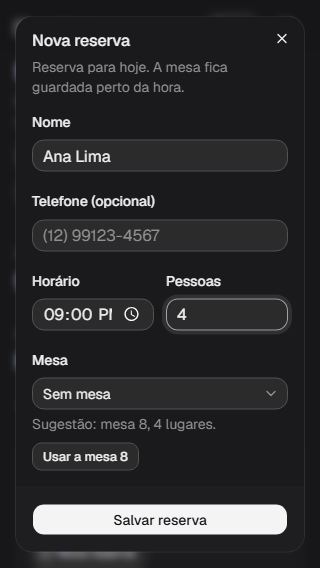 Nova reserva
Reserva para hoje. A mesa fica
guardada perto da hora.
Nome
Ana Lima
Telefone (opcional)
(12) 99123-4567
Horário Pessoas
09:00 4
Mesa
Sem mesa
Sugestão: mesa 8, 4 lugares.
Usar a mesa 8
Salvar reserva